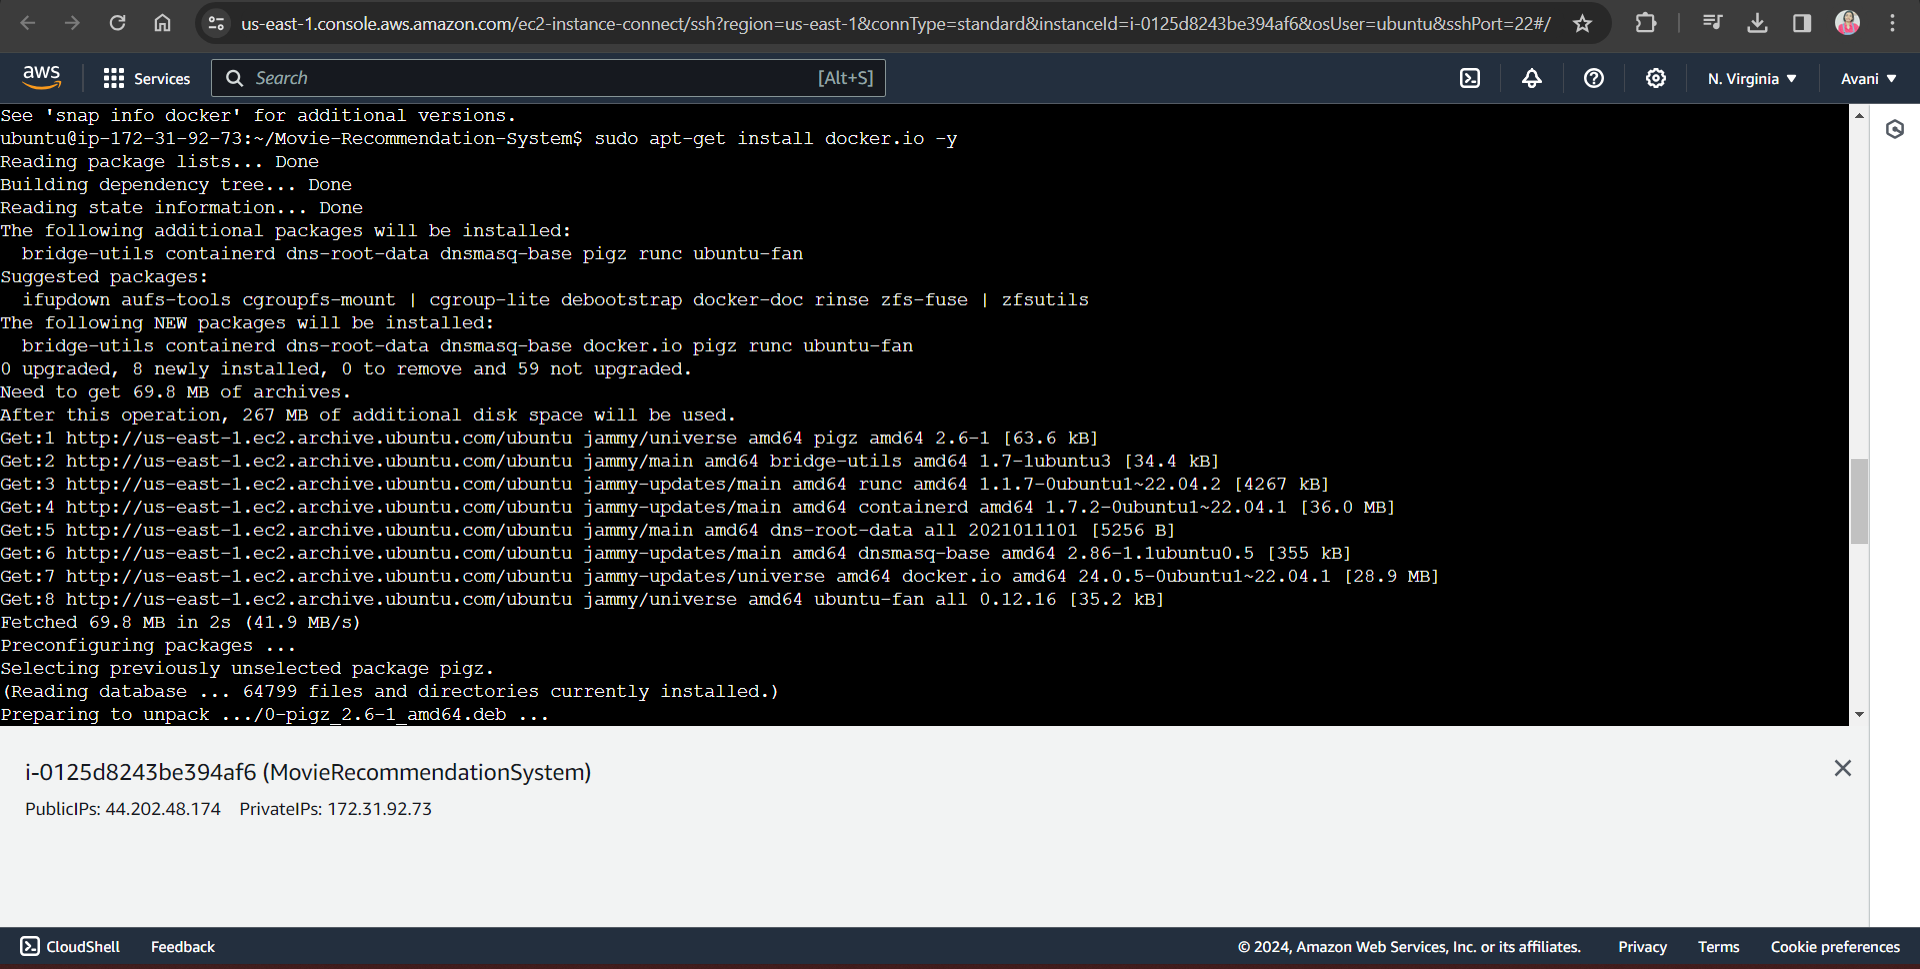 us-east-1.console.aws.amazon.com/ec2-instance-connect/ssh?region=us-east-1&connType=standard&instanceId=i-0125d8243be394af6&osUser=ubuntu&sshPort=22#/
aws Services Search [Alt+S] N. Virginia ▼ Avani ▼
See 'snap info docker' for additional versions.
ubuntu@ip-172-31-92-73:~/Movie-Recommendation-System$ sudo apt-get install docker.io -y
Reading package lists... Done
Building dependency tree... Done
Reading state information... Done
The following additional packages will be installed:
  bridge-utils containerd dns-root-data dnsmasq-base pigz runc ubuntu-fan
Suggested packages:
  ifupdown aufs-tools cgroupfs-mount | cgroup-lite debootstrap docker-doc rinse zfs-fuse | zfsutils
The following NEW packages will be installed:
  bridge-utils containerd dns-root-data dnsmasq-base docker.io pigz runc ubuntu-fan
0 upgraded, 8 newly installed, 0 to remove and 59 not upgraded.
Need to get 69.8 MB of archives.
After this operation, 267 MB of additional disk space will be used.
Get:1 http://us-east-1.ec2.archive.ubuntu.com/ubuntu jammy/universe amd64 pigz amd64 2.6-1 [63.6 kB]
Get:2 http://us-east-1.ec2.archive.ubuntu.com/ubuntu jammy/main amd64 bridge-utils amd64 1.7-1ubuntu3 [34.4 kB]
Get:3 http://us-east-1.ec2.archive.ubuntu.com/ubuntu jammy-updates/main amd64 runc amd64 1.1.7-0ubuntu1~22.04.2 [4267 kB]
Get:4 http://us-east-1.ec2.archive.ubuntu.com/ubuntu jammy-updates/main amd64 containerd amd64 1.7.2-0ubuntu1~22.04.1 [36.0 MB]
Get:5 http://us-east-1.ec2.archive.ubuntu.com/ubuntu jammy/main amd64 dns-root-data all 2021011101 [5256 B]
Get:6 http://us-east-1.ec2.archive.ubuntu.com/ubuntu jammy-updates/main amd64 dnsmasq-base amd64 2.86-1.1ubuntu0.5 [355 kB]
Get:7 http://us-east-1.ec2.archive.ubuntu.com/ubuntu jammy-updates/universe amd64 docker.io amd64 24.0.5-0ubuntu1~22.04.1 [28.9 MB]
Get:8 http://us-east-1.ec2.archive.ubuntu.com/ubuntu jammy/universe amd64 ubuntu-fan all 0.12.16 [35.2 kB]
Fetched 69.8 MB in 2s (41.9 MB/s)
Preconfiguring packages ...
Selecting previously unselected package pigz.
(Reading database ... 64799 files and directories currently installed.)
Preparing to unpack .../0-pigz_2.6-1_amd64.deb ...
i-0125d8243be394af6 (MovieRecommendationSystem)
PublicIPs: 44.202.48.174 PrivateIPs: 172.31.92.73
CloudShell Feedback © 2024, Amazon Web Services, Inc. or its affiliates. Privacy Terms Cookie preferences